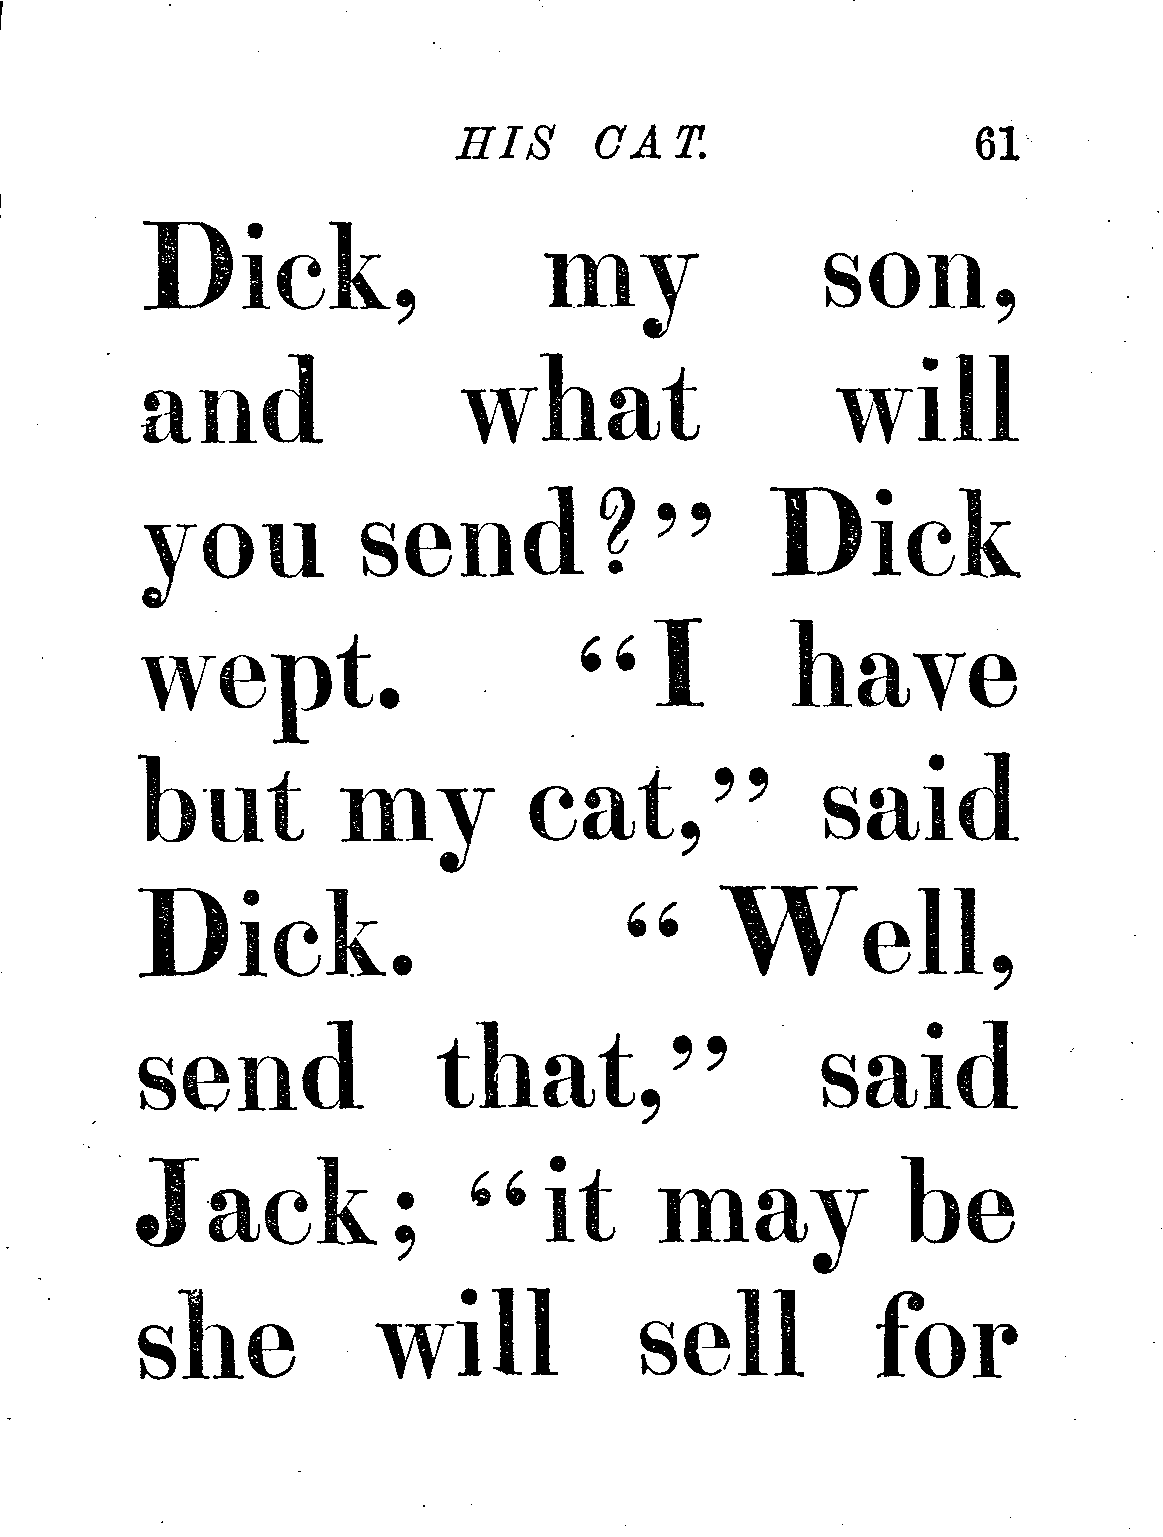 HIS CAT. 61
Dick, my son,
and what will
you send?” Dick
wept. “I have
but my cat,” said
Dick. “Well,
send that,” said
Jack; “it may be
she will sell for